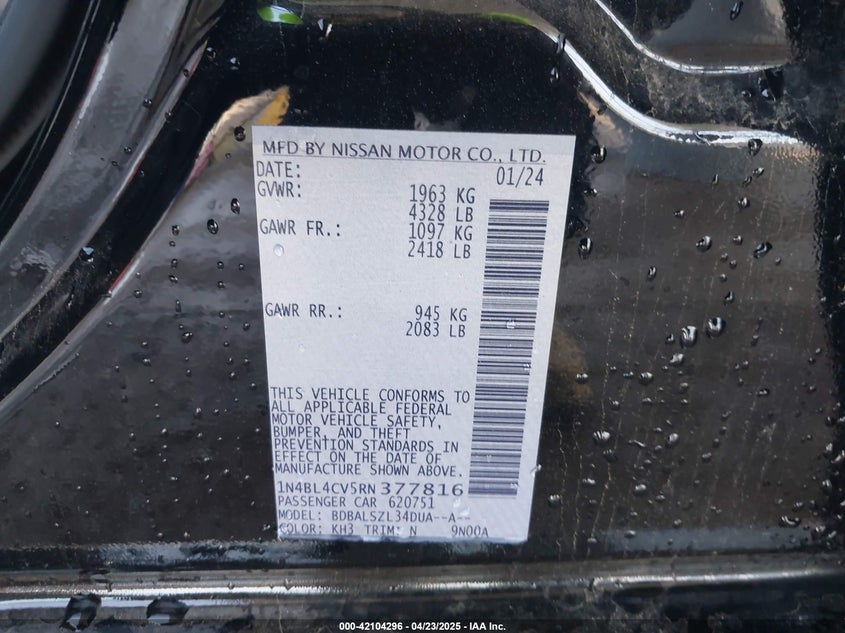 MFD BY NISSAN MOTOR CO., LTD.
DATE: 01/24
GVWR: 1963 KG
4328 LB
GAWR FR.: 1097 KG
2418 LB
GAWR RR.: 945 KG
2083 LB
THIS VEHICLE CONFORMS TO
ALL APPLICABLE FEDERAL
MOTOR VEHICLE SAFETY,
BUMPER, AND THEFT
PREVENTION STANDARDS IN
EFFECT ON THE DATE OF
MANUFACTURE SHOWN ABOVE.
1N4BL4CV5RN377816
PASSENGER CAR 620751
MODEL: BDBALSZL34DUA--A--
COLOR: KH3 TRIM: N 9N00A
000-42104296 - 04/23/2025 - IAA Inc.